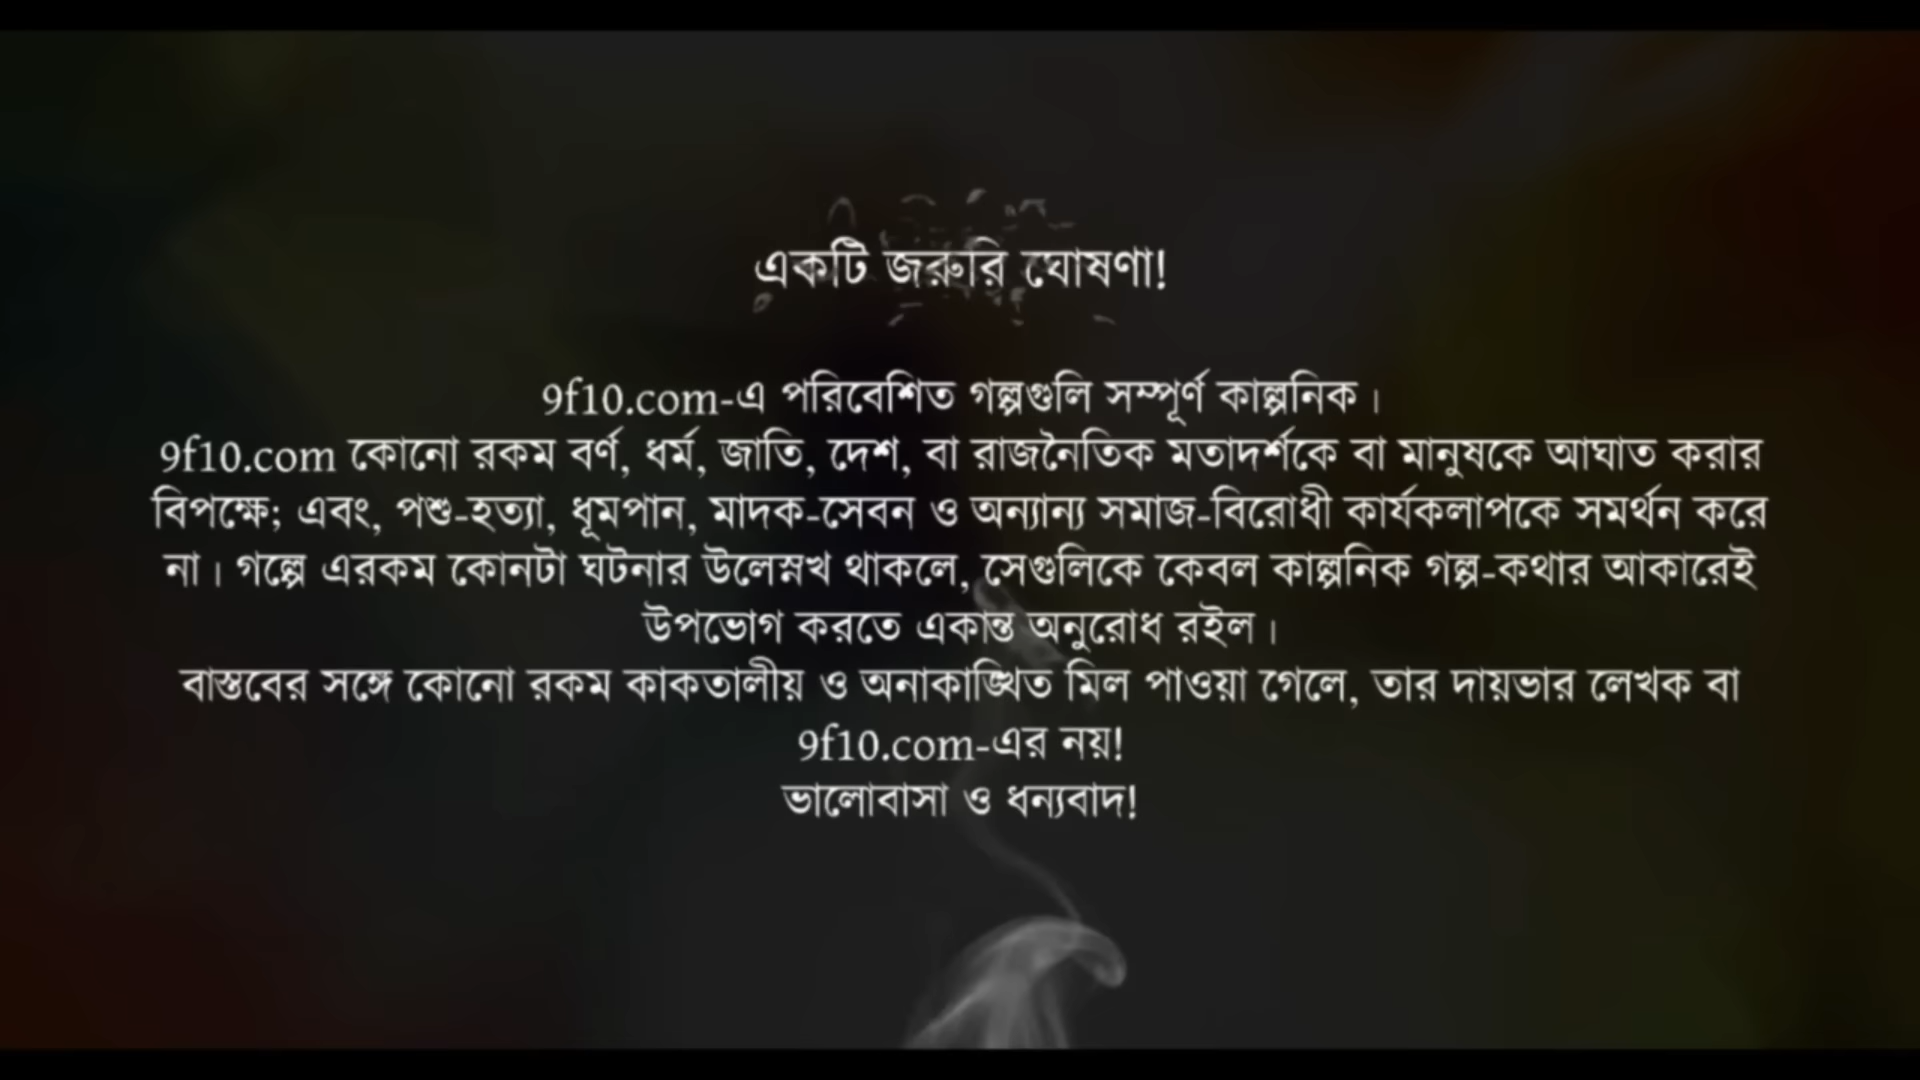 একটি জরুরি ঘোষণা!
9f10.com-এ পরিবেশিত গল্পগুলি সম্পূর্ণ কাল্পনিক।
9f10.com কোনো রকম বর্ণ, ধর্ম, জাতি, দেশ, বা রাজনৈতিক মতাদর্শকে বা মানুষকে আঘাত করার
বিপক্ষে; এবং, পশু-হত্যা, ধূমপান, মাদক-সেবন ও অন্যান্য সমাজ-বিরোধী কার্যকলাপকে সমর্থন করে
না। গল্পে এরকম কোনটা ঘটনার উলেস্নখ থাকলে, সেগুলিকে কেবল কাল্পনিক গল্প-কথার আকারেই
উপভোগ করতে একান্ত অনুরোধ রইল।
বাস্তবের সঙ্গে কোনো রকম কাকতালীয় ও অনাকাঙ্খিত মিল পাওয়া গেলে, তার দায়ভার লেখক বা
9f10.com-এর নয়!
ভালোবাসা ও ধন্যবাদ!